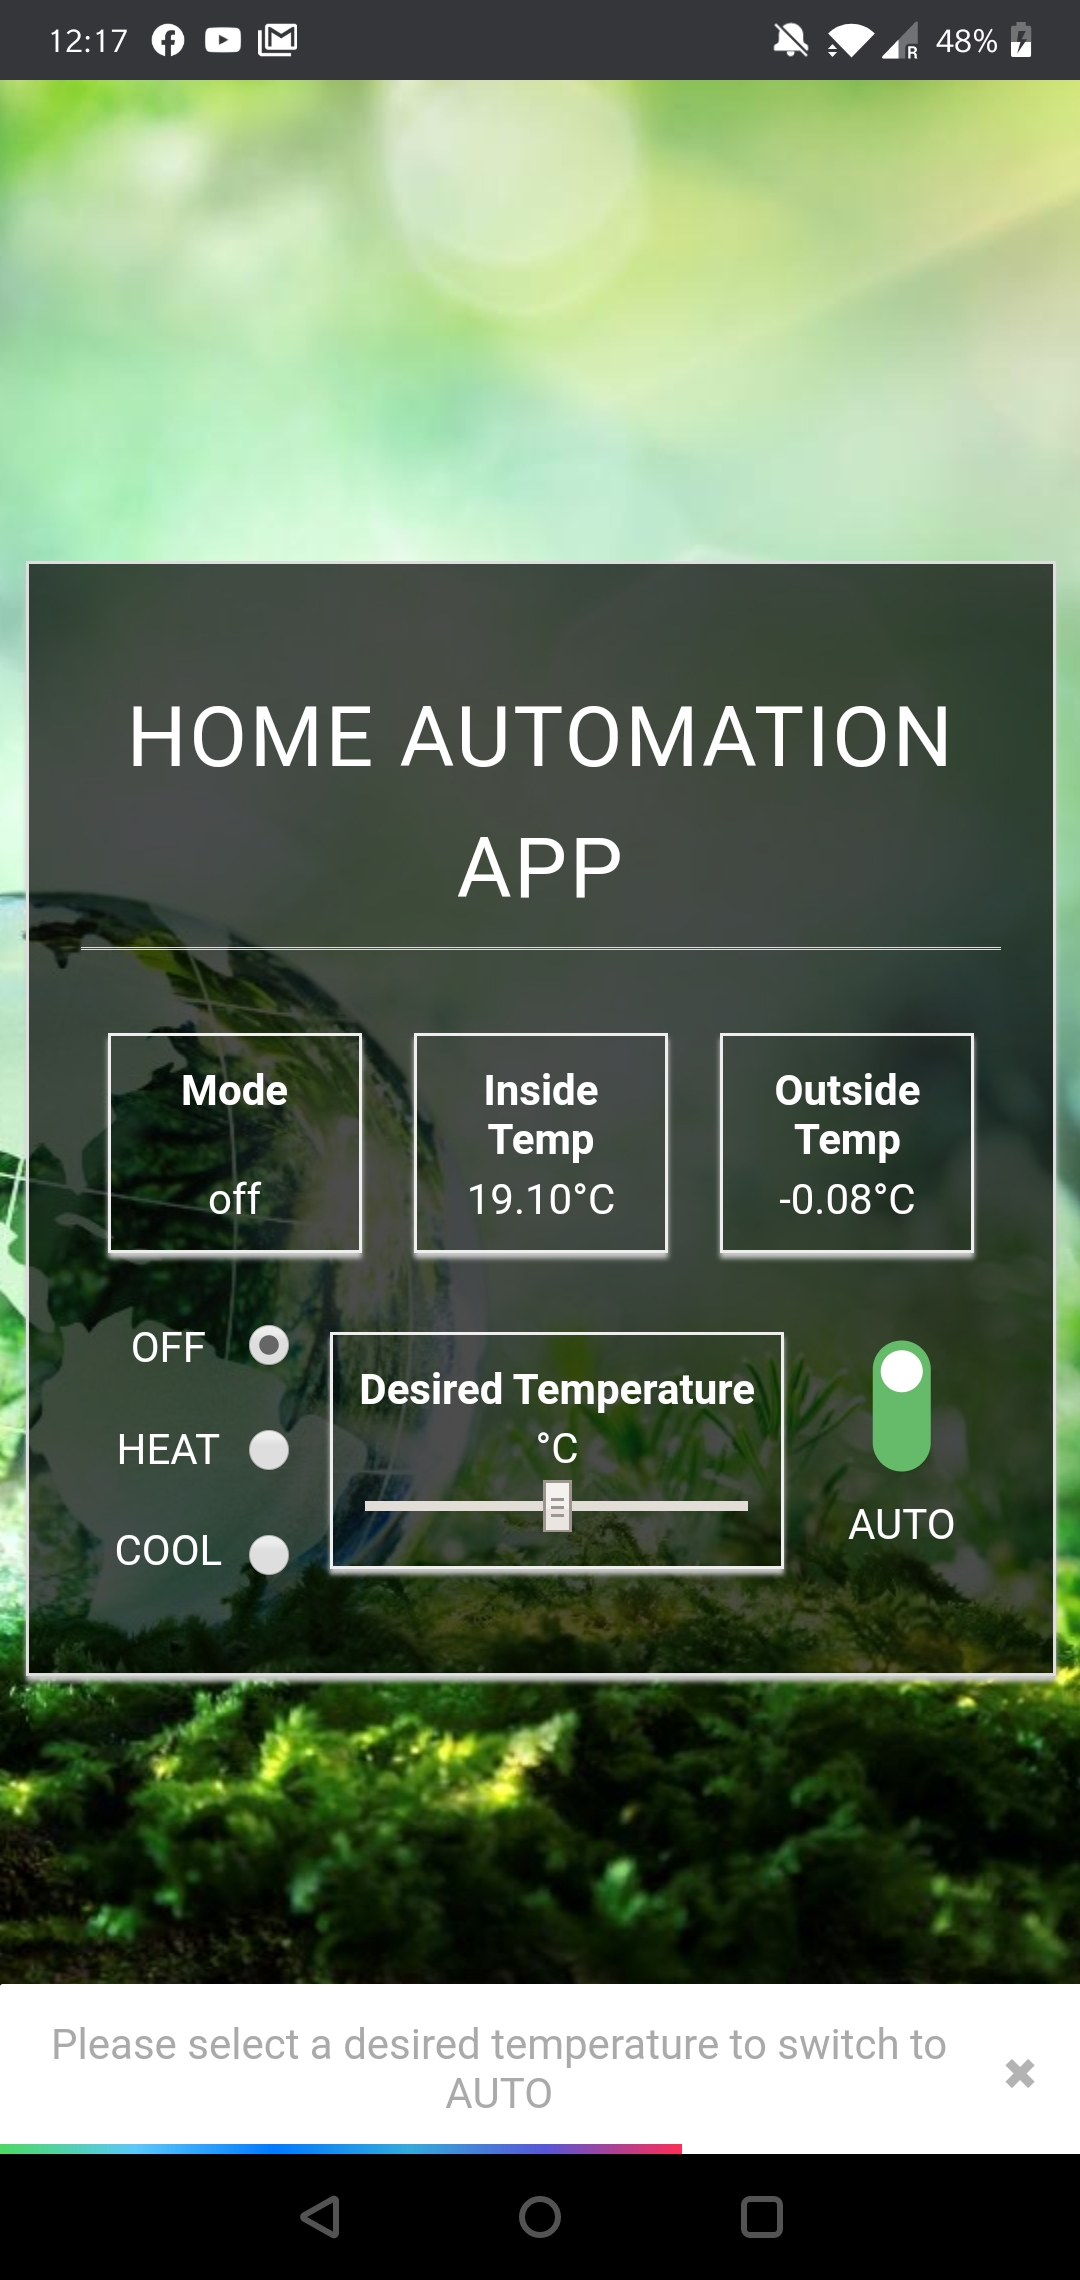 12:17
R 48%
HOME AUTOMATION
APP
Mode
off
Inside
Temp
19.10°C
Outside
Temp
-0.08°C
OFF
HEAT
COOL
Desired Temperature
°C
AUTO
Please select a desired temperature to switch to
AUTO